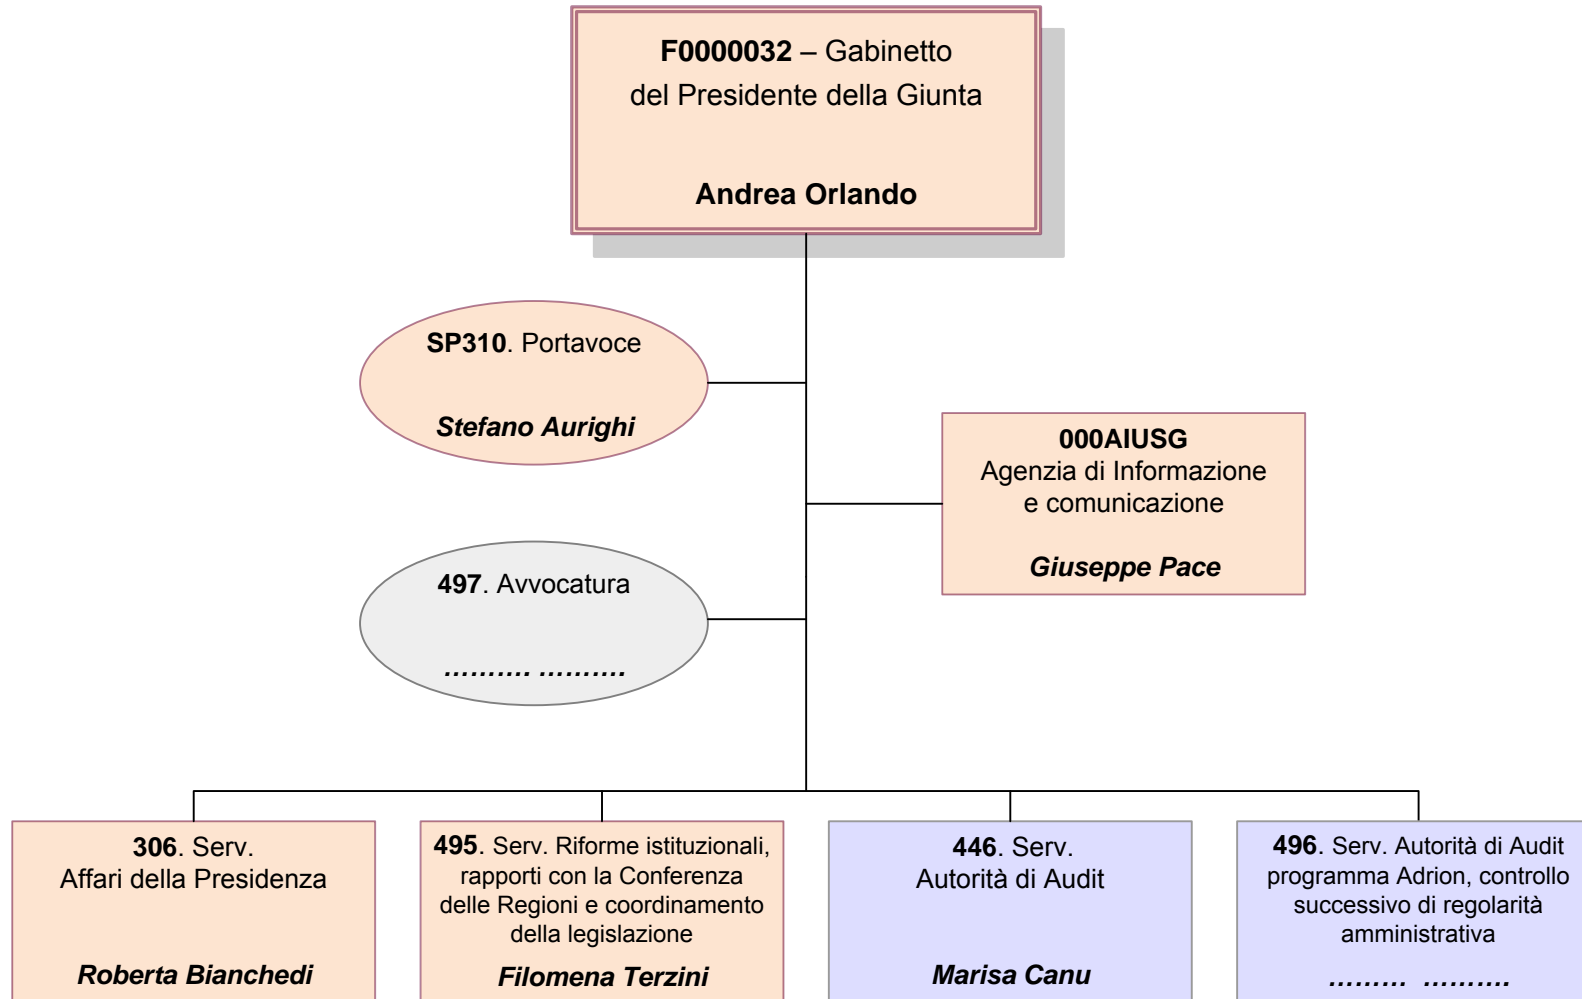 F0000032 – Gabinetto
del Presidente della Giunta
Andrea Orlando
SP310. Portavoce
Stefano Aurighi
000AIUSG
Agenzia di Informazione
e comunicazione
Giuseppe Pace
497. Avvocatura
………. ……….
306. Serv.
Affari della Presidenza
Roberta Bianchedi
495. Serv. Riforme istituzionali,
rapporti con la Conferenza
delle Regioni e coordinamento
della legislazione
Filomena Terzini
446. Serv.
Autorità di Audit
Marisa Canu
496. Serv. Autorità di Audit
programma Adrion, controllo
successivo di regolarità
amministrativa
……… ……….